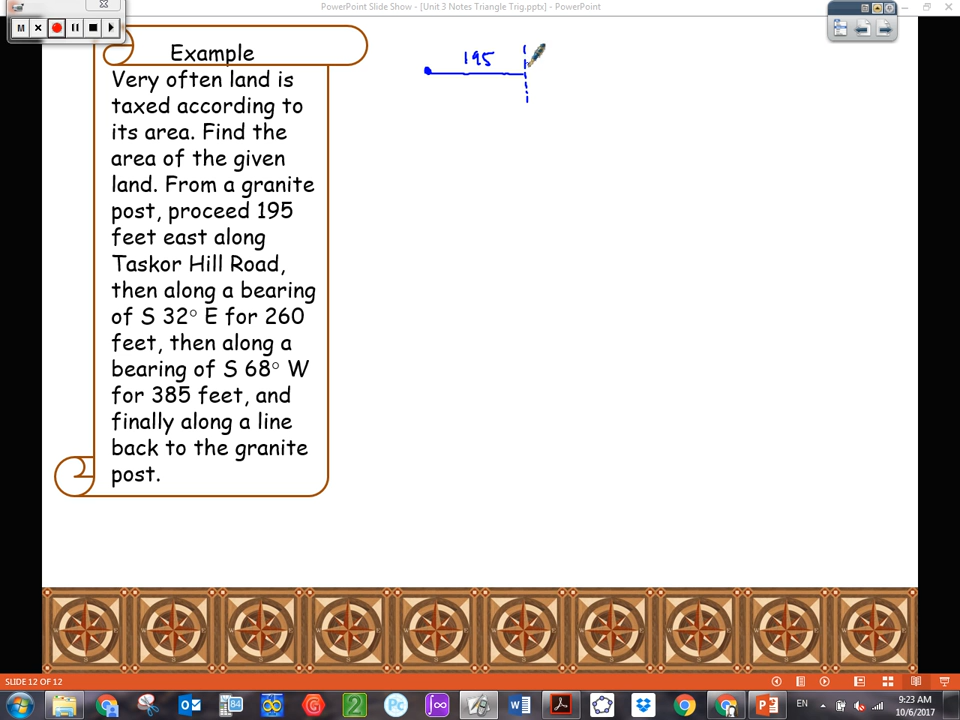 PowerPoint Slide Show - [Unit 3 Notes Triangle Trig.pptx] - PowerPoint
M
Example
Very often land is
taxed according to
its area. Find the
area of the given
land. From a granite
post, proceed 195
feet east along
Taskor Hill Road,
then along a bearing
of S 32° E for 260
feet, then along a
bearing of S 68° W
for 385 feet, and
finally along a line
back to the granite
post.
195
SLIDE 12 OF 12
84
2
Pc
EN
9:23 AM
10/6/2017